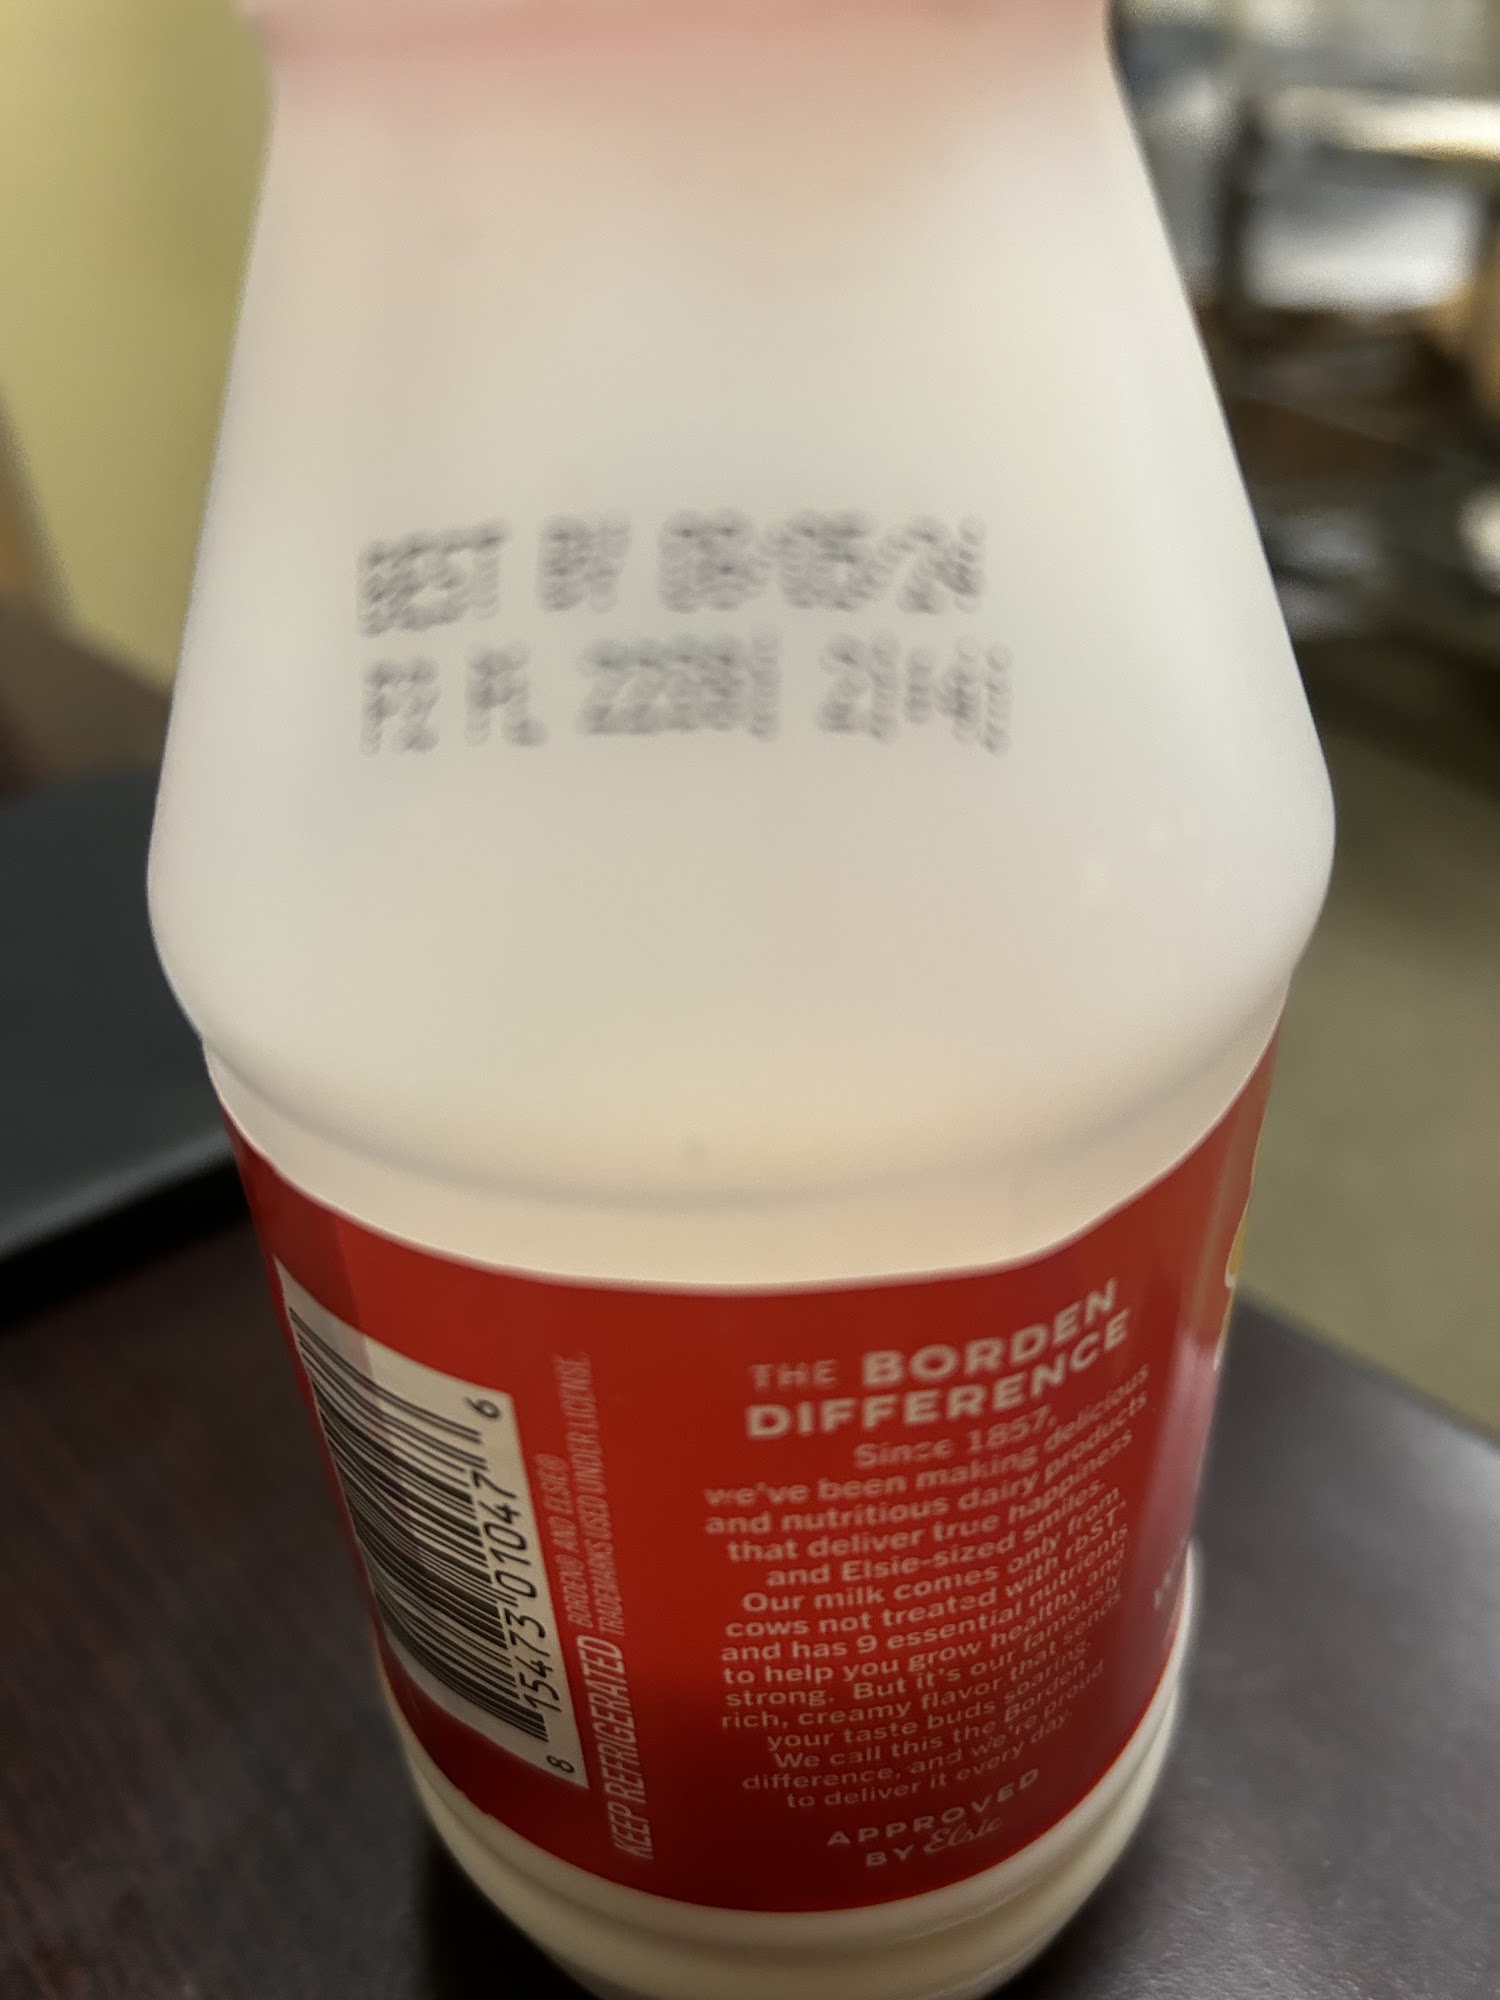 BEST BY
THE BORDEN
DIFFERENCE
Since 1857,
we've been making delicious
and nutritious dairy products
that deliver true happiness
and Elsie-sized smiles.
Our milk comes only from
cows not treated with rbST
and has 9 essential nutrients
to help you grow healthy and
strong. But it's our famously
rich, creamy flavor that sends
your taste buds soaring.
We call this the Borden
difference, and we're proud
to deliver it every day.
APPROVED
BY Elsie
KEEP REFRIGERATED
BORDEN® AND ELSIE®
TRADEMARKS USED UNDER LICENSE.
8 15473 01047 6